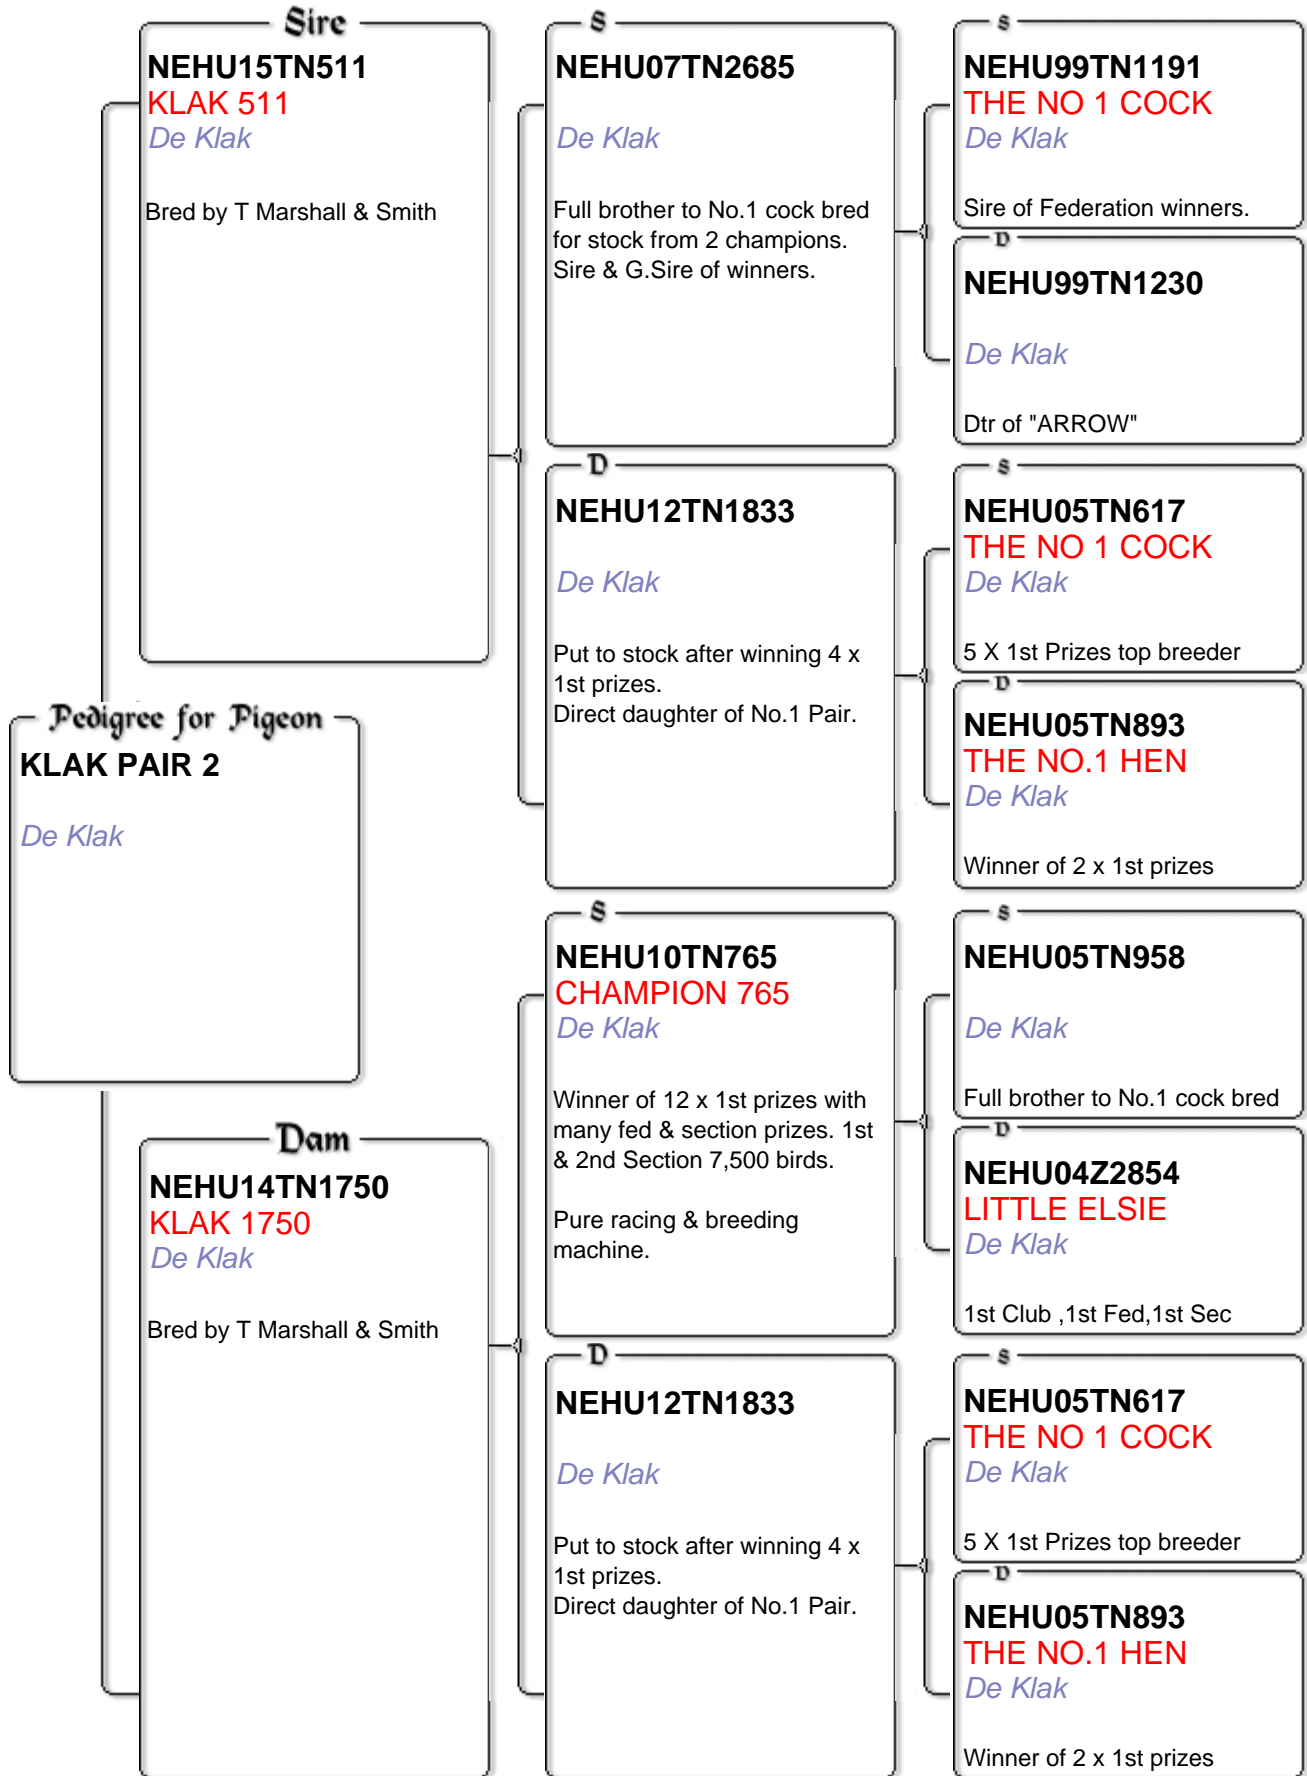 Sire
NEHU15TN511
KLAK 511
De Klak
Bred by T Marshall & Smith
S
NEHU07TN2685
De Klak
Full brother to No.1 cock bred
for stock from 2 champions.
Sire & G.Sire of winners.
S
NEHU99TN1191
THE NO 1 COCK
De Klak
Sire of Federation winners.
D
NEHU99TN1230
De Klak
Dtr of "ARROW"
D
NEHU12TN1833
De Klak
Put to stock after winning 4 x
1st prizes.
Direct daughter of No.1 Pair.
S
NEHU05TN617
THE NO 1 COCK
De Klak
5 X 1st Prizes top breeder
D
NEHU05TN893
THE NO.1 HEN
De Klak
Winner of 2 x 1st prizes
Pedigree for Pigeon
KLAK PAIR 2
De Klak
Dam
NEHU14TN1750
KLAK 1750
De Klak
Bred by T Marshall & Smith
S
NEHU10TN765
CHAMPION 765
De Klak
Winner of 12 x 1st prizes with
many fed & section prizes. 1st
& 2nd Section 7,500 birds.
Pure racing & breeding
machine.
S
NEHU05TN958
De Klak
Full brother to No.1 cock bred
D
NEHU04Z2854
LITTLE ELSIE
De Klak
1st Club ,1st Fed,1st Sec
D
NEHU12TN1833
De Klak
Put to stock after winning 4 x
1st prizes.
Direct daughter of No.1 Pair.
S
NEHU05TN617
THE NO 1 COCK
De Klak
5 X 1st Prizes top breeder
D
NEHU05TN893
THE NO.1 HEN
De Klak
Winner of 2 x 1st prizes